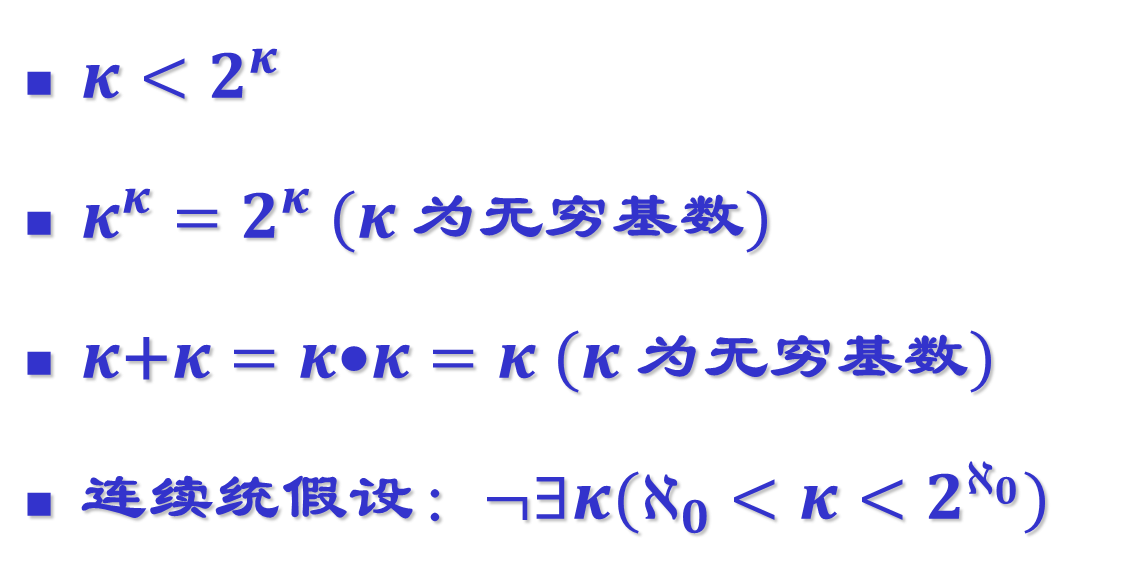 ■ κ < 2^κ
■ κ^κ = 2^κ (κ 为无穷基数)
■ κ+κ = κ•κ = κ (κ 为无穷基数)
■ 连续统假设：¬∃κ(ℵ₀ < κ < 2^ℵ₀)